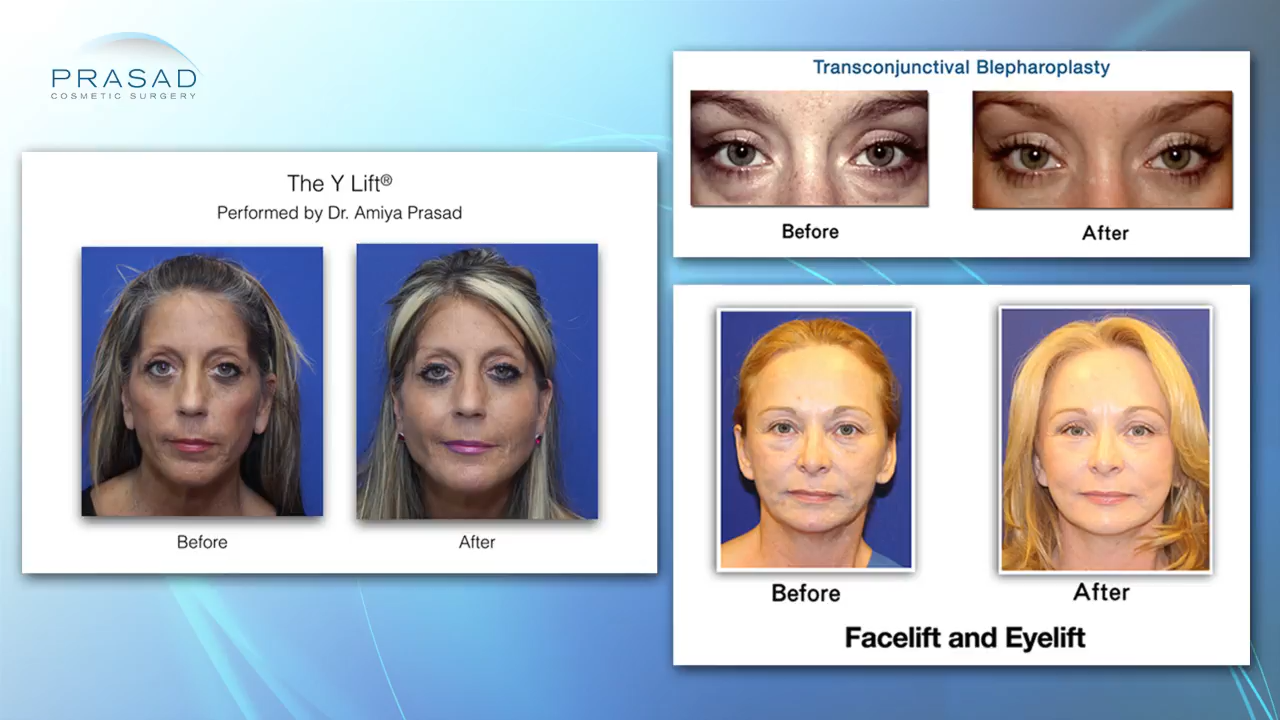 PRASAD
COSMETIC SURGERY
The Y Lift®
Performed by Dr. Amiya Prasad
Before
After
Transconjunctival Blepharoplasty
Before
After
Before
After
Facelift and Eyelift